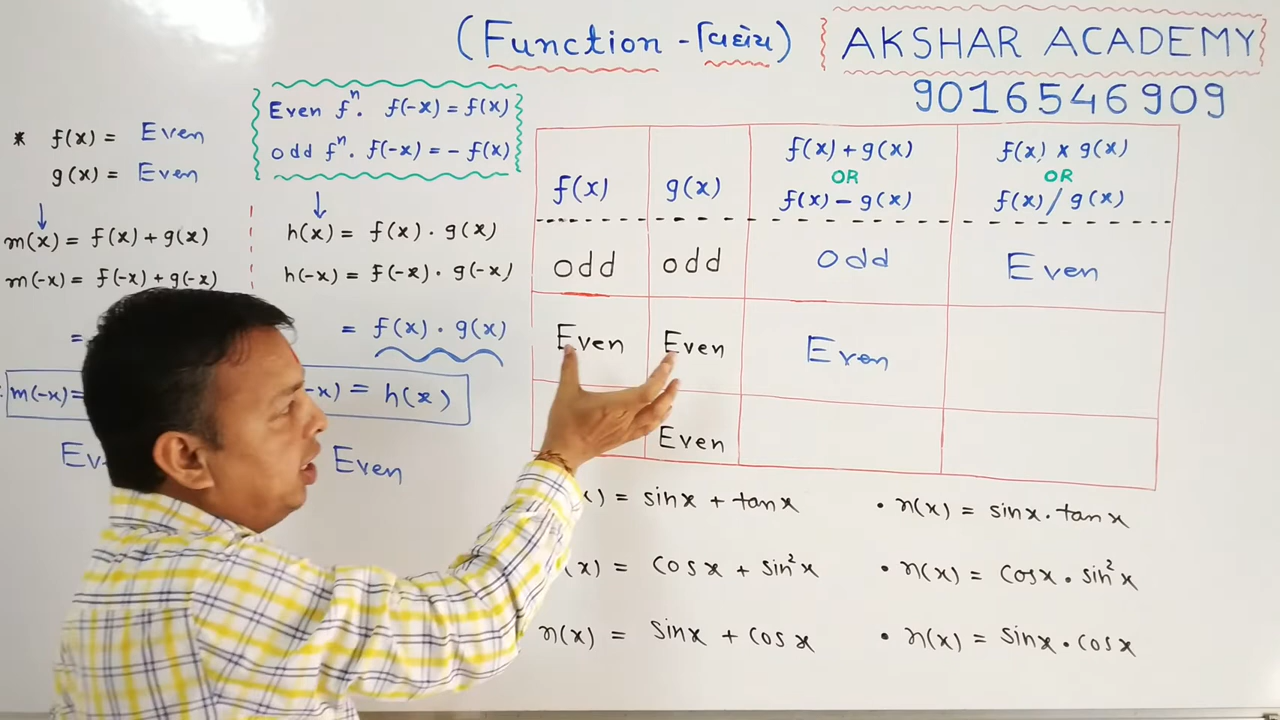 (Function - વિધેય)
AKSHAR ACADEMY
9016546909
* f(x) = Even
g(x) = Even
Even fⁿ. f(-x) = f(x)
odd fⁿ. f(-x) = - f(x)
m(x) = f(x) + g(x)
m(-x) = f(-x) + g(-x)
=
m(-x)=
Ev
h(x) = f(x) · g(x)
h(-x) = f(-x) · g(-x)
= f(x) · g(x)
-x) = h(x)
Even
f(x) g(x) f(x) + g(x) OR f(x) - g(x) f(x) x g(x) OR f(x) / g(x)
odd odd odd Even
Even Even Even
Even
x) = sinx + tanx
(x) = cosx + sin²x
n(x) = sinx + cosx
• n(x) = sinx . tanx
• n(x) = cosx . sin²x
• n(x) = sinx . cosx